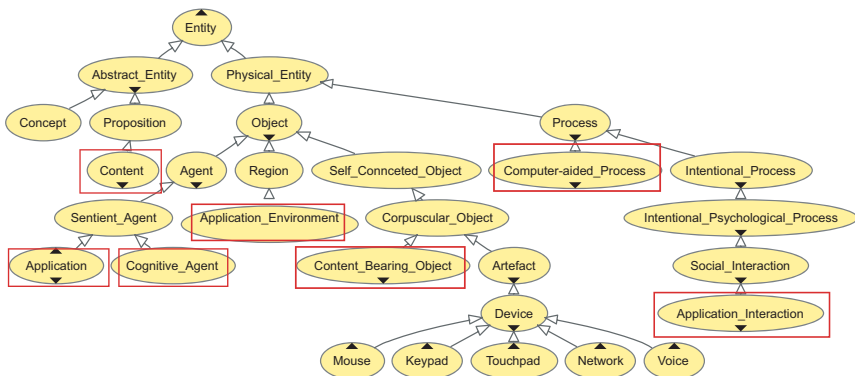 Entity
Abstract_Entity
Physical_Entity
Concept
Proposition
Object
Process
Content
Agent
Region
Self_Connceted_Object
Computer-aided_Process
Intentional_Process
Sentient_Agent
Application_Environment
Corpuscular_Object
Intentional_Psychological_Process
Application
Cognitive_Agent
Content_Bearing_Object
Artefact
Social_Interaction
Device
Application_Interaction
Mouse
Keypad
Touchpad
Network
Voice